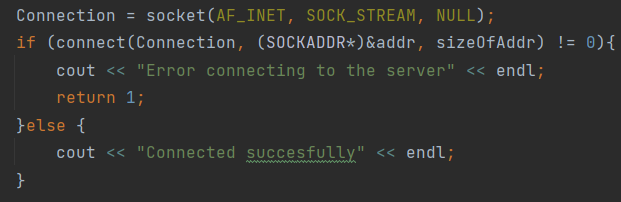 Connection = socket(AF_INET, SOCK_STREAM, NULL);
if (connect(Connection, (SOCKADDR*)&addr, sizeOfAddr) != 0){
    cout << "Error connecting to the server" << endl;
    return 1;
}else {
    cout << "Connected succesfully" << endl;
}